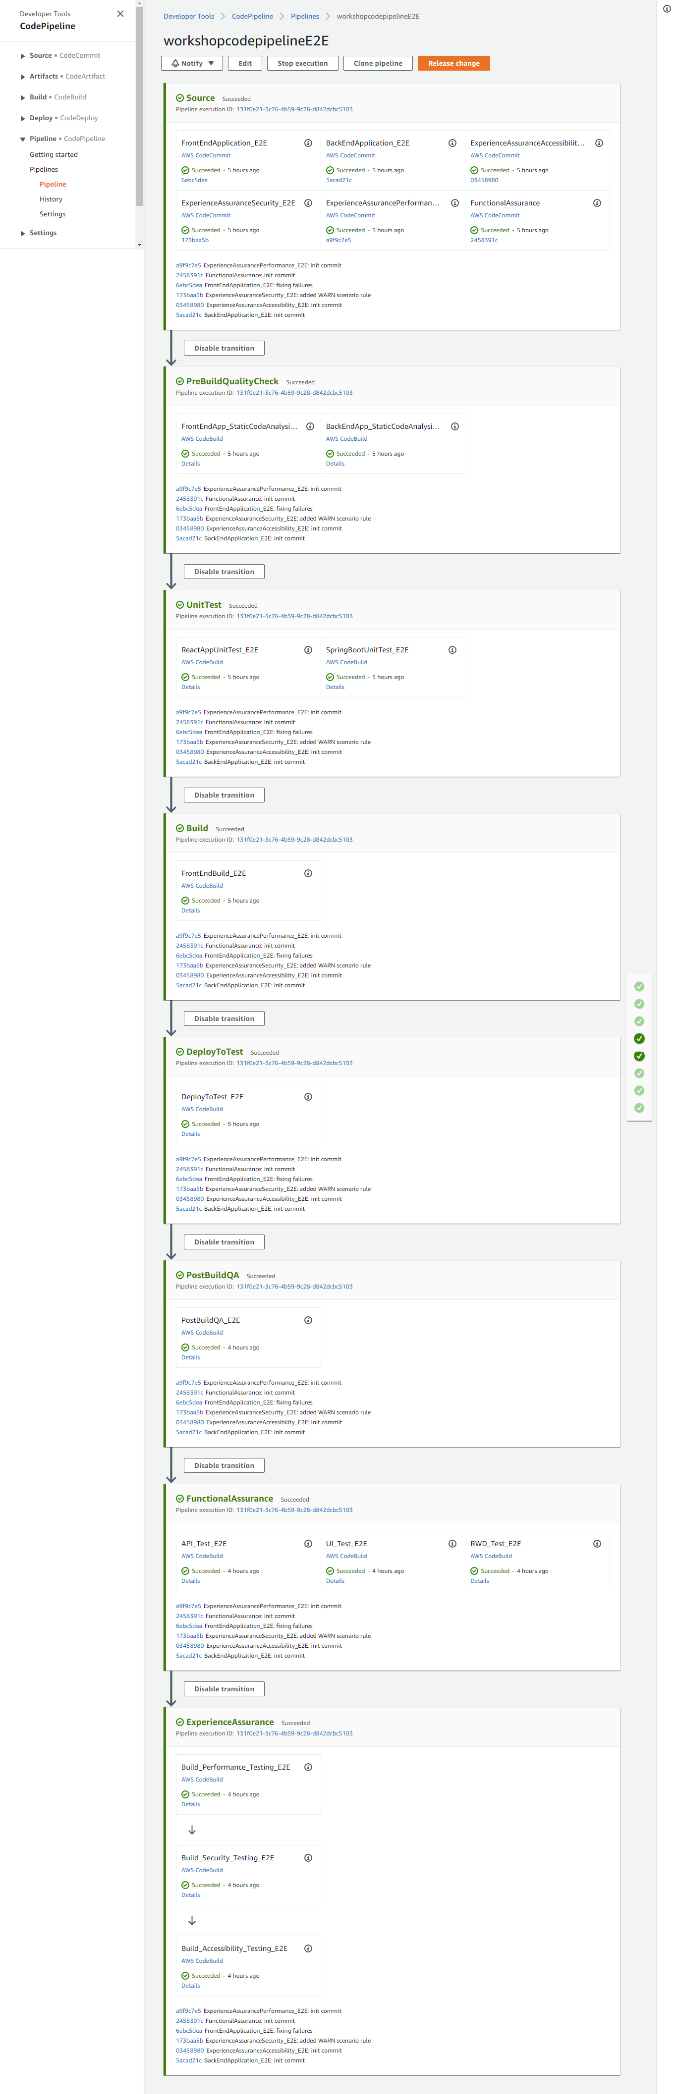 Developer Tools
CodePipeline
Source • CodeCommit
Artifacts • CodeArtifact
Build • CodeBuild
Deploy • CodeDeploy
Pipeline • CodePipeline
Getting started
Pipelines
Pipeline
History
Settings
Settings
Developer Tools > CodePipeline > Pipelines > workshopcodepipelineE2E
workshopcodepipelineE2E
Notify Edit Stop execution Clone pipeline Release change
Source Succeeded
Pipeline execution ID: 131f0e21-3c76-4b59-9c28-d842dcbc5103
FrontEndApplication_E2E BackEndApplication_E2E ExperienceAssuranceAccessibilit...
AWS CodeCommit AWS CodeCommit AWS CodeCommit
Succeeded - 5 hours ago Succeeded - 5 hours ago Succeeded - 5 hours ago
6ebc5dea 5acad21c 03458980
ExperienceAssuranceSecurity_E2E ExperienceAssurancePerforman... FunctionalAssurance
AWS CodeCommit AWS CodeCommit AWS CodeCommit
Succeeded - 5 hours ago Succeeded - 5 hours ago Succeeded - 5 hours ago
173baa5b a9f9c7e5 2458391c
a9f9c7e5 ExperienceAssurancePerformance_E2E: init commit
2458391c FunctionalAssurance: init commit
6ebc5dea FrontEndApplication_E2E: fixing failures
173baa5b ExperienceAssuranceSecurity_E2E: added WARN scenario rule
03458980 ExperienceAssuranceAccessibility_E2E: init commit
5acad21c BackEndApplication_E2E: init commit
Disable transition
PreBuildQualityCheck Succeeded
Pipeline execution ID: 131f0e21-3c76-4b59-9c28-d842dcbc5103
FrontEndApp_StaticCodeAnalysi... BackEndApp_StaticCodeAnalysi...
AWS CodeBuild AWS CodeBuild
Succeeded - 5 hours ago Succeeded - 5 hours ago
Details Details
a9f9c7e5 ExperienceAssurancePerformance_E2E: init commit
2458391c FunctionalAssurance: init commit
6ebc5dea FrontEndApplication_E2E: fixing failures
173baa5b ExperienceAssuranceSecurity_E2E: added WARN scenario rule
03458980 ExperienceAssuranceAccessibility_E2E: init commit
5acad21c BackEndApplication_E2E: init commit
Disable transition
UnitTest Succeeded
Pipeline execution ID: 131f0e21-3c76-4b59-9c28-d842dcbc5103
ReactAppUnitTest_E2E SpringBootUnitTest_E2E
AWS CodeBuild AWS CodeBuild
Succeeded - 5 hours ago Succeeded - 5 hours ago
Details Details
a9f9c7e5 ExperienceAssurancePerformance_E2E: init commit
2458391c FunctionalAssurance: init commit
6ebc5dea FrontEndApplication_E2E: fixing failures
173baa5b ExperienceAssuranceSecurity_E2E: added WARN scenario rule
03458980 ExperienceAssuranceAccessibility_E2E: init commit
5acad21c BackEndApplication_E2E: init commit
Disable transition
Build Succeeded
Pipeline execution ID: 131f0e21-3c76-4b59-9c28-d842dcbc5103
FrontEndBuild_E2E
AWS CodeBuild
Succeeded - 5 hours ago
Details
a9f9c7e5 ExperienceAssurancePerformance_E2E: init commit
2458391c FunctionalAssurance: init commit
6ebc5dea FrontEndApplication_E2E: fixing failures
173baa5b ExperienceAssuranceSecurity_E2E: added WARN scenario rule
03458980 ExperienceAssuranceAccessibility_E2E: init commit
5acad21c BackEndApplication_E2E: init commit
Disable transition
DeployToTest Succeeded
Pipeline execution ID: 131f0e21-3c76-4b59-9c28-d842dcbc5103
DeployToTest_E2E
AWS CodeBuild
Succeeded - 5 hours ago
Details
a9f9c7e5 ExperienceAssurancePerformance_E2E: init commit
2458391c FunctionalAssurance: init commit
6ebc5dea FrontEndApplication_E2E: fixing failures
173baa5b ExperienceAssuranceSecurity_E2E: added WARN scenario rule
03458980 ExperienceAssuranceAccessibility_E2E: init commit
5acad21c BackEndApplication_E2E: init commit
Disable transition
PostBuildQA Succeeded
Pipeline execution ID: 131f0e21-3c76-4b59-9c28-d842dcbc5103
PostBuildQA_E2E
AWS CodeBuild
Succeeded - 4 hours ago
Details
a9f9c7e5 ExperienceAssurancePerformance_E2E: init commit
2458391c FunctionalAssurance: init commit
6ebc5dea FrontEndApplication_E2E: fixing failures
173baa5b ExperienceAssuranceSecurity_E2E: added WARN scenario rule
03458980 ExperienceAssuranceAccessibility_E2E: init commit
5acad21c BackEndApplication_E2E: init commit
Disable transition
FunctionalAssurance Succeeded
Pipeline execution ID: 131f0e21-3c76-4b59-9c28-d842dcbc5103
API_Test_E2E UI_Test_E2E RWD_Test_E2E
AWS CodeBuild AWS CodeBuild AWS CodeBuild
Succeeded - 4 hours ago Succeeded - 4 hours ago Succeeded - 4 hours ago
Details Details Details
a9f9c7e5 ExperienceAssurancePerformance_E2E: init commit
2458391c FunctionalAssurance: init commit
6ebc5dea FrontEndApplication_E2E: fixing failures
173baa5b ExperienceAssuranceSecurity_E2E: added WARN scenario rule
03458980 ExperienceAssuranceAccessibility_E2E: init commit
5acad21c BackEndApplication_E2E: init commit
Disable transition
ExperienceAssurance Succeeded
Pipeline execution ID: 131f0e21-3c76-4b59-9c28-d842dcbc5103
Build_Performance_Testing_E2E
AWS CodeBuild
Succeeded - 4 hours ago
Details
Build_Security_Testing_E2E
AWS CodeBuild
Succeeded - 4 hours ago
Details
Build_Accessibility_Testing_E2E
AWS CodeBuild
Succeeded - 4 hours ago
Details
a9f9c7e5 ExperienceAssurancePerformance_E2E: init commit
2458391c FunctionalAssurance: init commit
6ebc5dea FrontEndApplication_E2E: fixing failures
173baa5b ExperienceAssuranceSecurity_E2E: added WARN scenario rule
03458980 ExperienceAssuranceAccessibility_E2E: init commit
5acad21c BackEndApplication_E2E: init commit